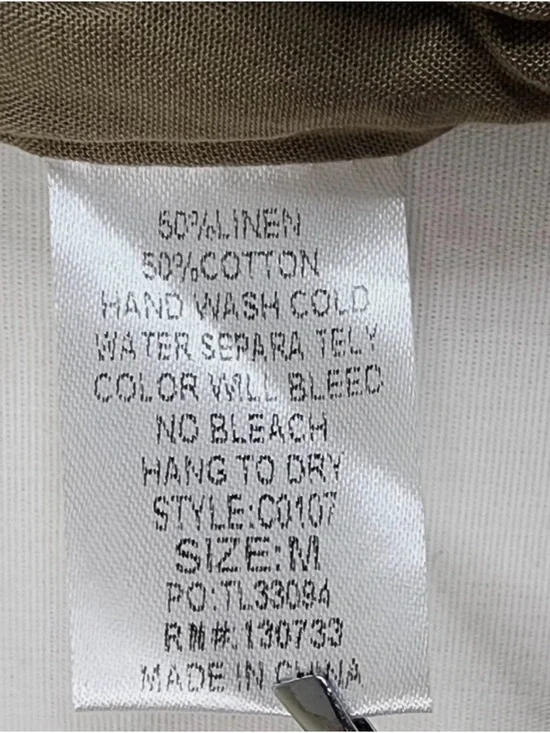 50%LINEN
50%COTTON
HAND WASH COLD
WATER SEPARA TELY
COLOR WILL BLEED
NO BLEACH
HANG TO DRY
STYLE:C0107
SIZE:M
PO:TL33094
RN#:130733
MADE IN CHINA